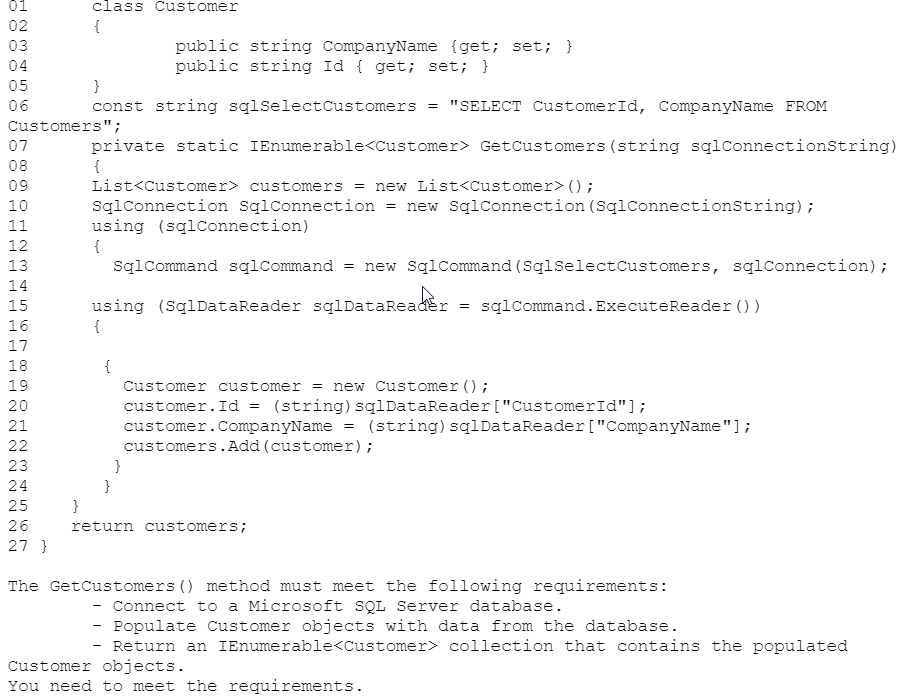 01      class Customer
02      {
03              public string CompanyName {get; set; }
04              public string Id { get; set; }
05      }
06      const string sqlSelectCustomers = "SELECT CustomerId, CompanyName FROM
Customers";
07      private static IEnumerable<Customer> GetCustomers(string sqlConnectionString)
08      {
09      List<Customer> customers = new List<Customer>();
10      SqlConnection SqlConnection = new SqlConnection(SqlConnectionString);
11      using (sqlConnection)
12      {
13        SqlCommand sqlCommand = new SqlCommand(SqlSelectCustomers, sqlConnection);
14
15      using (SqlDataReader sqlDataReader = sqlCommand.ExecuteReader())
16      {
17
18       {
19         Customer customer = new Customer();
20         customer.Id = (string)sqlDataReader["CustomerId"];
21         customer.CompanyName = (string)sqlDataReader["CompanyName"];
22         customers.Add(customer);
23        }
24       }
25    }
26    return customers;
27 }
The GetCustomers() method must meet the following requirements:
        - Connect to a Microsoft SQL Server database.
        - Populate Customer objects with data from the database.
        - Return an IEnumerable<Customer> collection that contains the populated
Customer objects.
You need to meet the requirements.